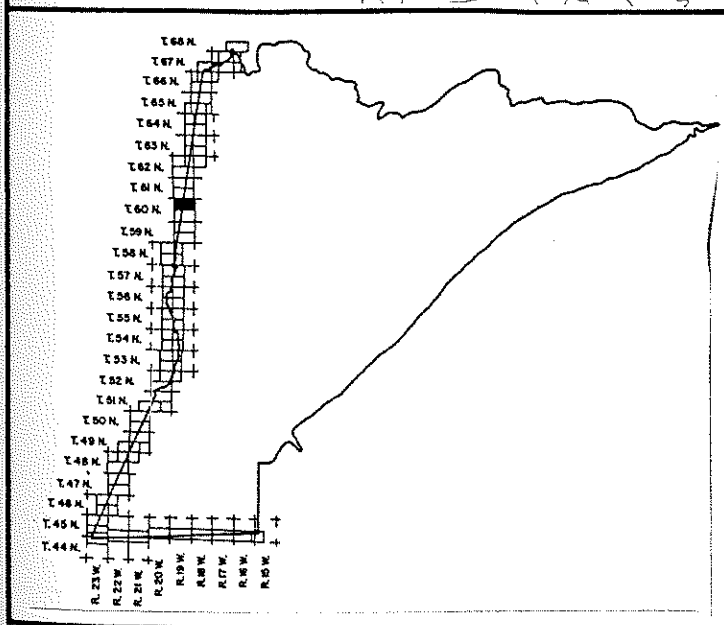 T. 68 N.
T. 67 N.
T. 66 N.
T. 65 N.
T. 64 N.
T. 63 N.
T. 62 N.
T. 61 N.
T. 60 N.
T. 59 N.
T. 58 N.
T. 57 N.
T. 56 N.
T. 55 N.
T. 54 N.
T. 53 N.
T. 52 N.
T. 51 N.
T. 50 N.
T. 49 N.
T. 48 N.
T. 47 N.
T. 46 N.
T. 45 N.
T. 44 N.
R. 23 W.
R. 22 W.
R. 21 W.
R. 20 W.
R. 19 W.
R. 18 W.
R. 17 W.
R. 16 W.
R. 15 W.